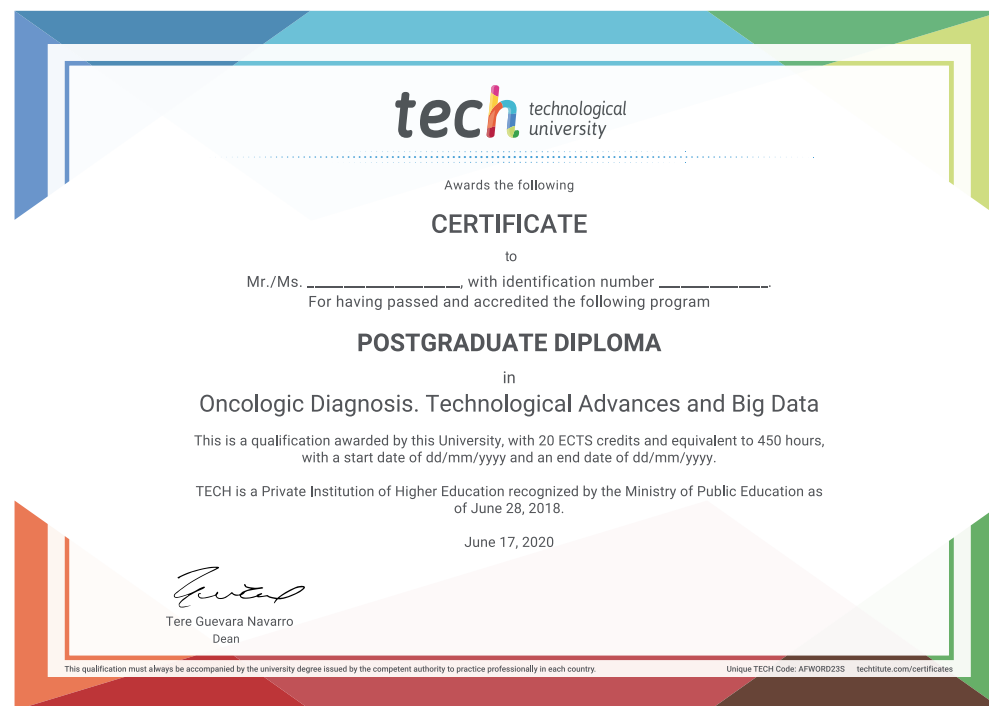 tech technological
university
Awards the following
CERTIFICATE
to
Mr./Ms. ____________________, with identification number ______________.
For having passed and accredited the following program
POSTGRADUATE DIPLOMA
in
Oncologic Diagnosis. Technological Advances and Big Data
This is a qualification awarded by this University, with 20 ECTS credits and equivalent to 450 hours,
with a start date of dd/mm/yyyy and an end date of dd/mm/yyyy.
TECH is a Private Institution of Higher Education recognized by the Ministry of Public Education as
of June 28, 2018.
June 17, 2020
Tere Guevara Navarro
Dean
This qualification must always be accompanied by the university degree issued by the competent authority to practice professionally in each country.
Unique TECH Code: AFWORD23S techtitute.com/certificates